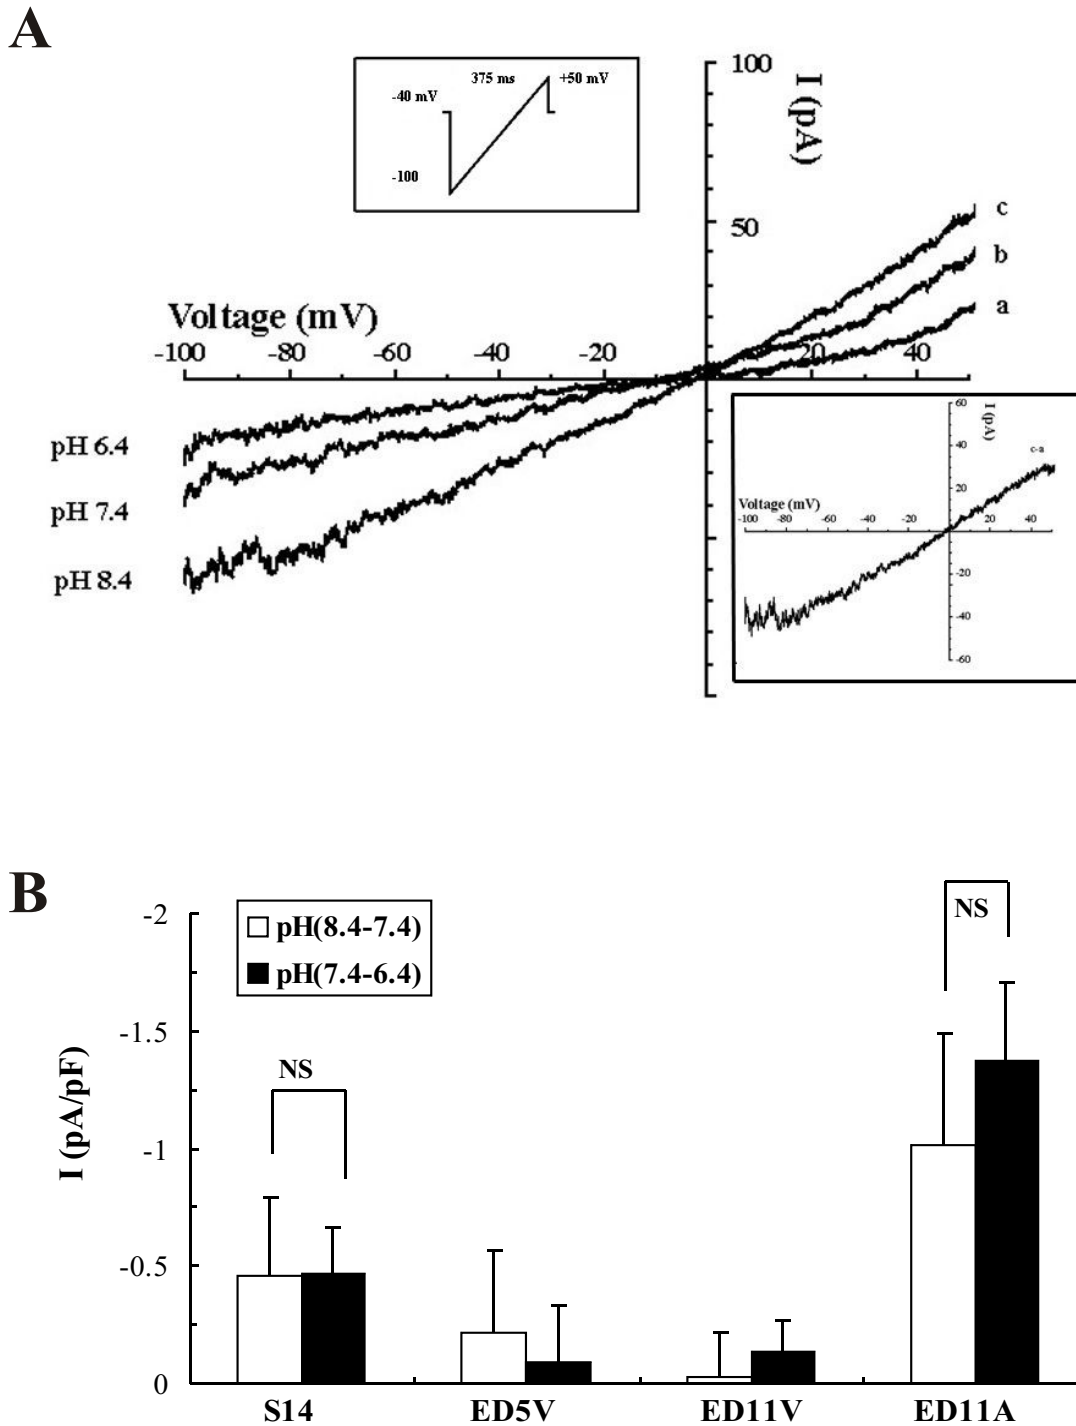 A
375 ms
+50 mV
-40 mV
-100
100
I (pA)
50
c
b
a
Voltage (mV)
-100
-80
-60
-40
-20
20
40
pH 6.4
pH 7.4
pH 8.4
60
I (pA)
40
c-a
20
Voltage (mV)
-100
-80
-60
-40
-20
20
40
-20
-40
-60
B
-2
pH(8.4-7.4)
pH(7.4-6.4)
NS
-1.5
NS
I (pA/pF)
-1
-0.5
0
S14
ED5V
ED11V
ED11A